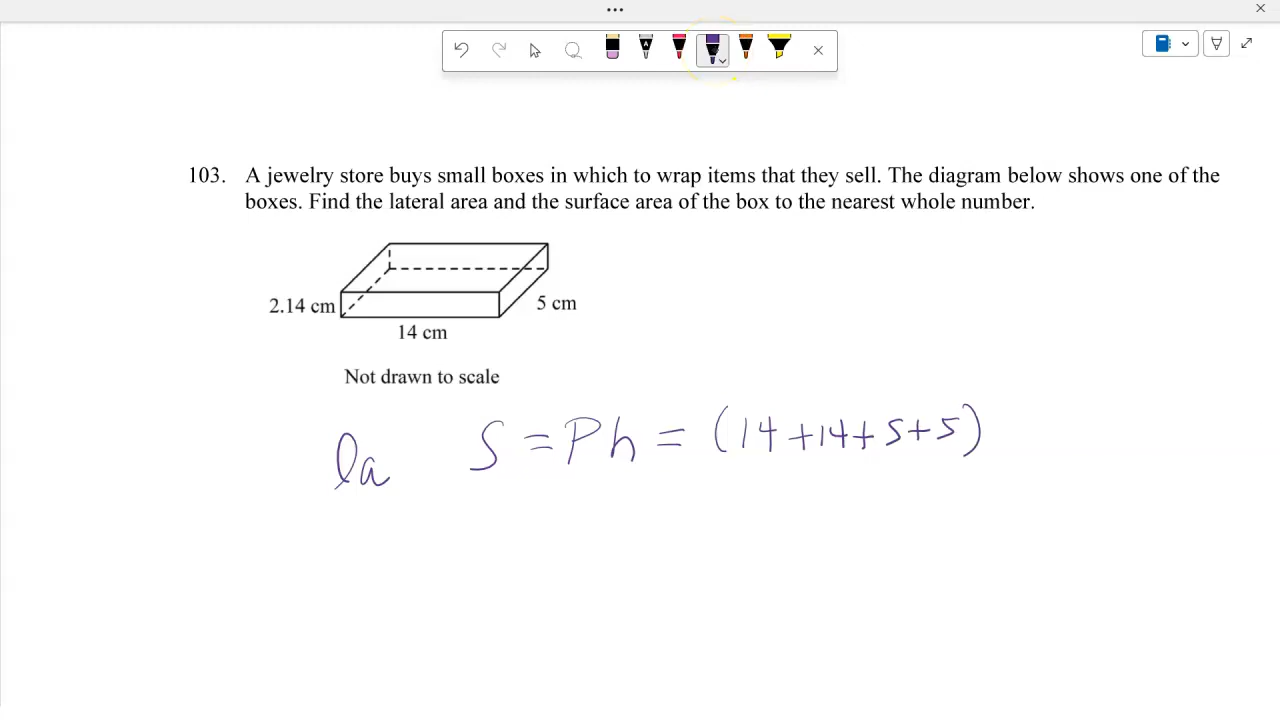 103. A jewelry store buys small boxes in which to wrap items that they sell. The diagram below shows one of the
boxes. Find the lateral area and the surface area of the box to the nearest whole number.
2.14 cm
5 cm
14 cm
Not drawn to scale
la S = Ph = (14+14+5+5)